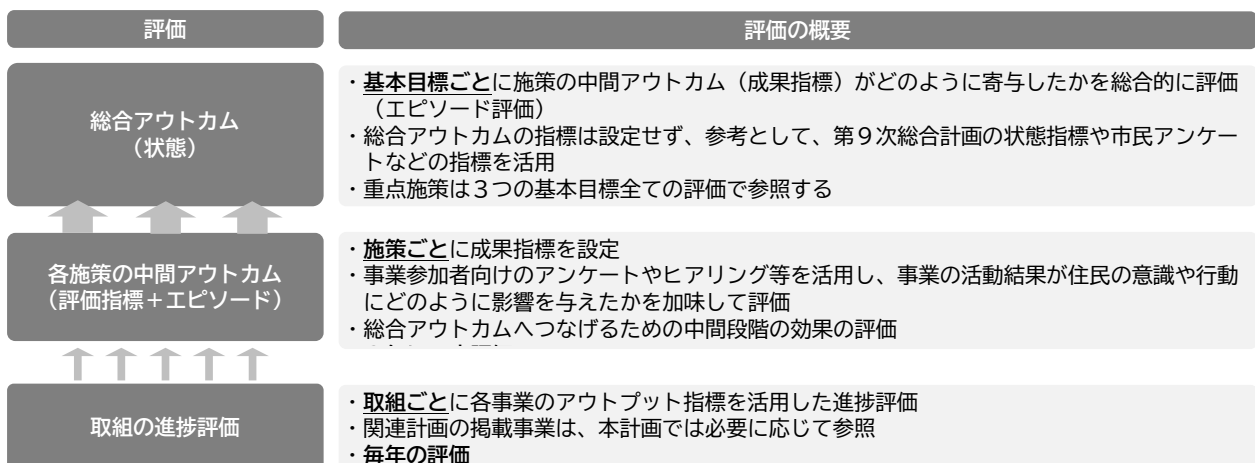 評価
評価の概要
総合アウトカム
（状態）
・基本目標ごとに施策の中間アウトカム（成果指標）がどのように寄与したかを総合的に評価
（エピソード評価）
・総合アウトカムの指標は設定せず、参考として、第９次総合計画の状態指標や市民アンケー
トなどの指標を活用
・重点施策は３つの基本目標全ての評価で参照する
各施策の中間アウトカム
（評価指標＋エピソード）
・施策ごとに成果指標を設定
・事業参加者向けのアンケートやヒアリング等を活用し、事業の活動結果が住民の意識や行動
にどのように影響を与えたかを加味して評価
・総合アウトカムへつなげるための中間段階の効果の評価
取組の進捗評価
・取組ごとに各事業のアウトプット指標を活用した進捗評価
・関連計画の掲載事業は、本計画では必要に応じて参照
・毎年の評価